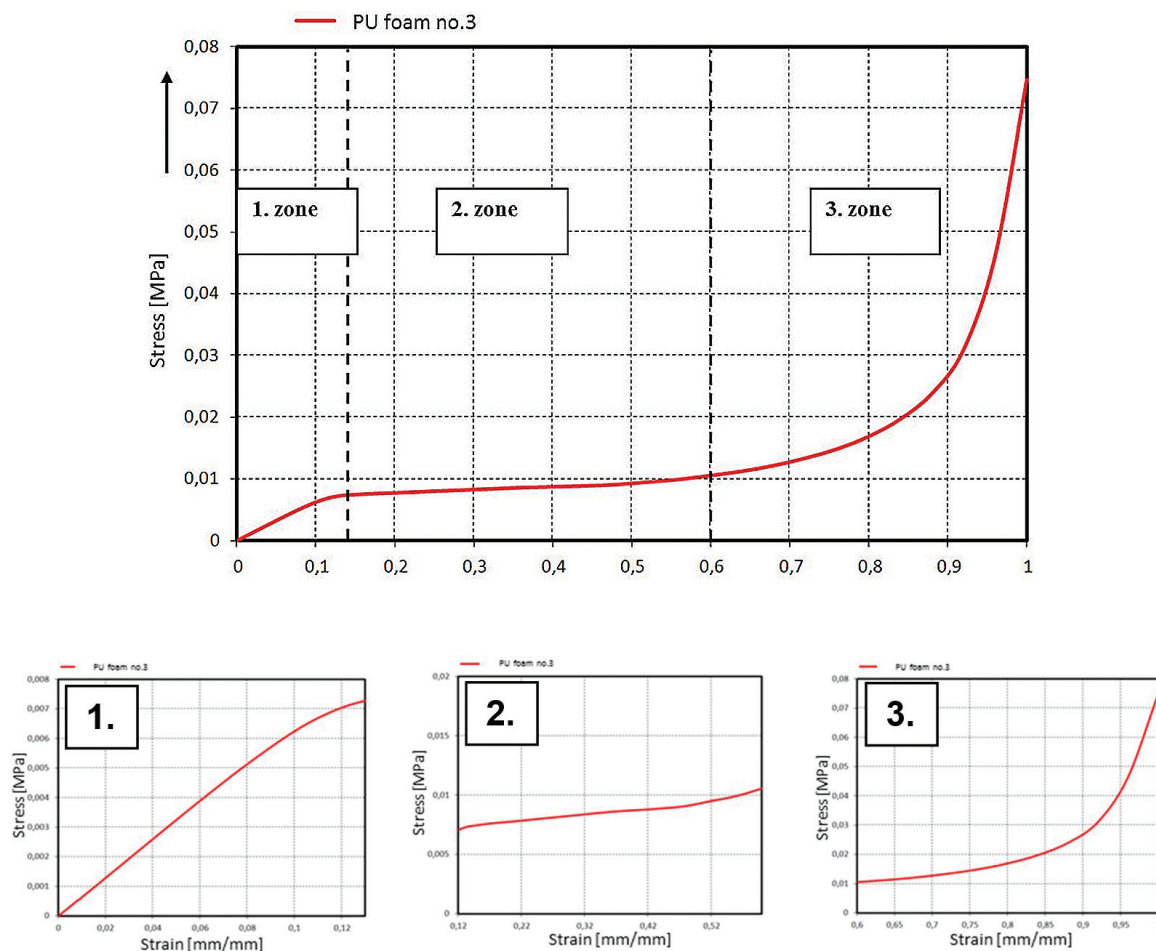 PU foam no.3
0,08
0,07
0,06
0,05
0,04
0,03
0,02
0,01
0
Stress [MPa]
1. zone
2. zone
3. zone
0 0,1 0,2 0,3 0,4 0,5 0,6 0,7 0,8 0,9 1
PU foam no.3
0,008
0,007
0,006
0,005
0,004
0,003
0,002
0,001
0
Stress [MPa]
1.
0 0,02 0,04 0,06 0,08 0,1 0,12
Strain [mm/mm]
PU foam no.3
0,02
0,015
0,01
0,005
0
Stress [MPa]
2.
0,12 0,22 0,32 0,42 0,52
Strain [mm/mm]
PU foam no.3
0,08
0,07
0,06
0,05
0,04
0,03
0,02
0,01
0
Stress [MPa]
3.
0,6 0,65 0,7 0,75 0,8 0,85 0,9 0,95
Strain [mm/mm]